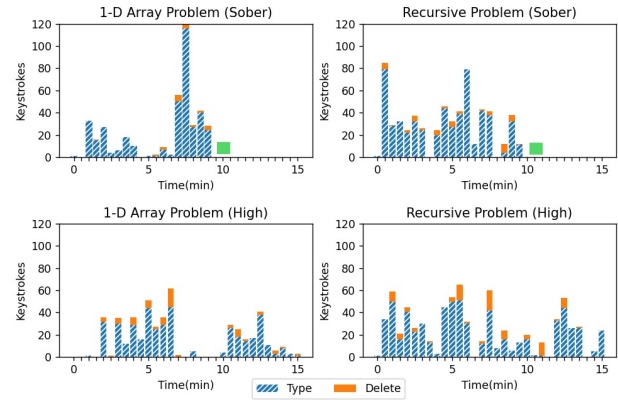 1-D Array Problem (Sober)
120
100
80
60
40
20
0
Keystrokes
0 5 10 15
Time(min)
Recursive Problem (Sober)
120
100
80
60
40
20
0
Keystrokes
0 5 10 15
Time(min)
1-D Array Problem (High)
120
100
80
60
40
20
0
Keystrokes
0 5 10 15
Time(min)
Recursive Problem (High)
120
100
80
60
40
20
0
Keystrokes
0 5 10 15
Time(min)
Type Delete